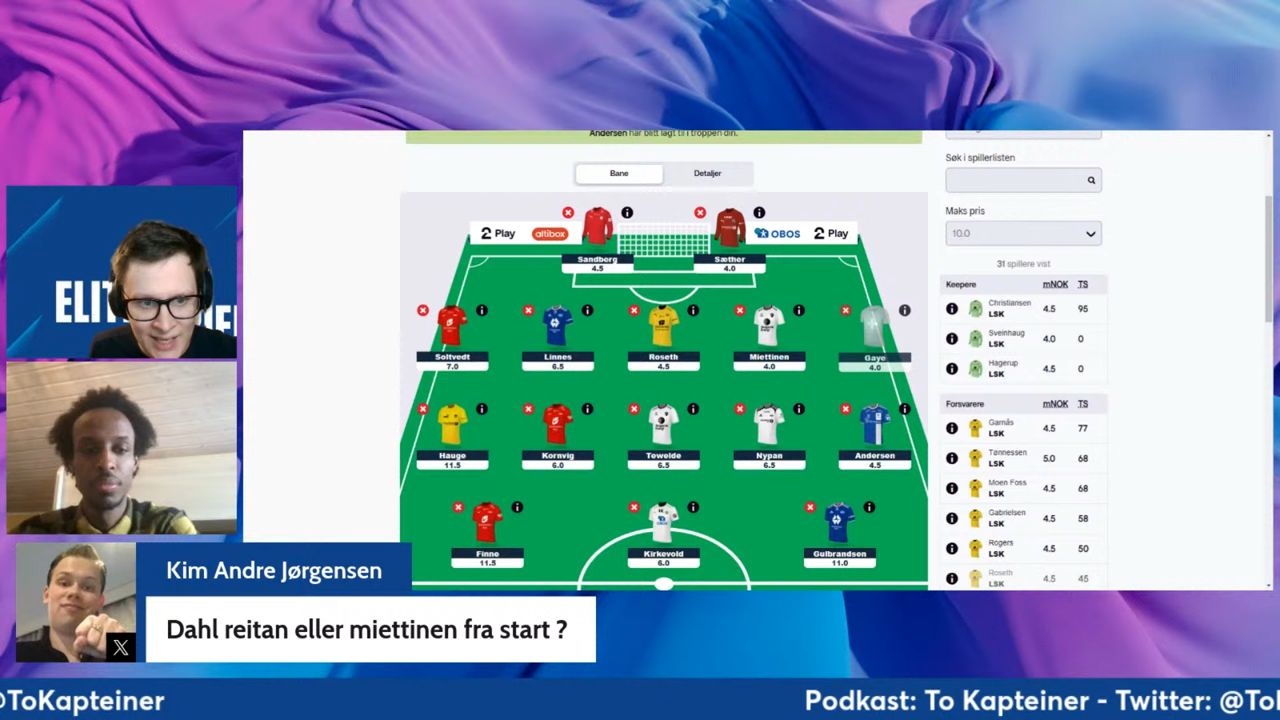 Andersen har blitt lagt til i troppen din.
Bane
Detaljer
Søk i spillerlisten
Maks pris
10.0
31 spillere vist
2 Play
altibox
OBOS
2 Play
Sandberg
4.5
Sæther
4.0
Soltvedt
7.0
Linnes
6.5
Roseth
4.5
Miettinen
4.0
Gaye
4.0
Hauge
11.5
Kornvig
6.0
Tewelde
6.5
Nypan
6.5
Andersen
4.5
Finne
11.5
Kirkevold
6.0
Gulbrandsen
11.0
Keepere mNOK TS
Christiansen
LSK
4.5 95
Sveinhaug
LSK
4.0 0
Hagerup
LSK
4.5 0
Forsvarere mNOK TS
Garnås
LSK
4.5 77
Tønnessen
LSK
5.0 68
Moen Foss
LSK
4.5 68
Gabrielsen
LSK
4.5 58
Rogers
LSK
4.5 50
Roseth
LSK
4.5 45
Kim Andre Jørgensen
Dahl reitan eller miettinen fra start ?
@ToKapteiner
Podkast: To Kapteiner - Twitter: @ToI